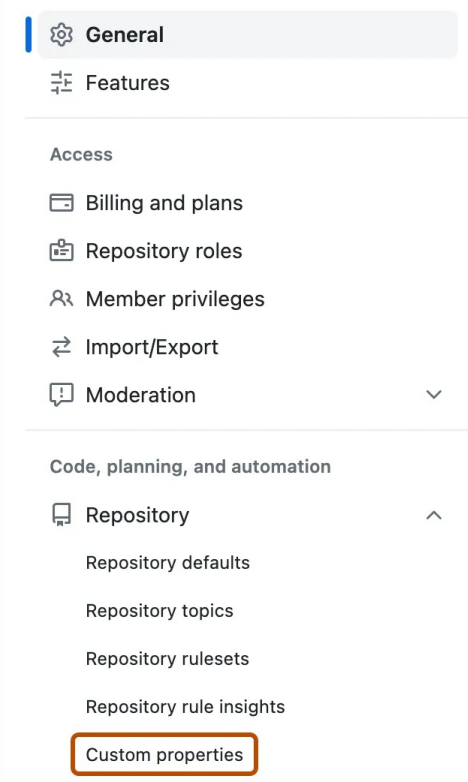 General
Features
Access
Billing and plans
Repository roles
Member privileges
Import/Export
Moderation
Code, planning, and automation
Repository
Repository defaults
Repository topics
Repository rulesets
Repository rule insights
Custom properties